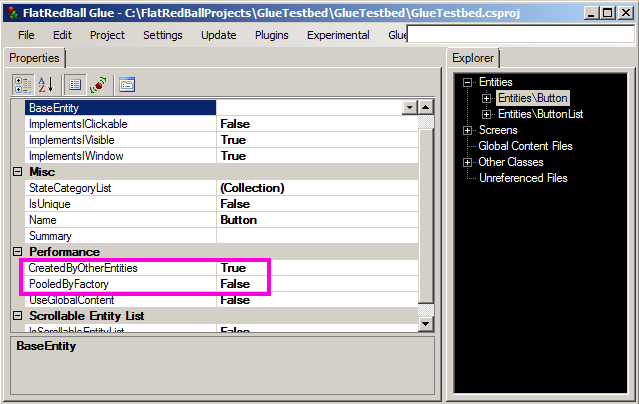 FlatRedBall Glue - C:\FlatRedBallProjects\GlueTestbed\GlueTestbed\GlueTestbed.csproj
File Edit Project Settings Update Plugins Experimental Glue
Properties
BaseEntity
ImplementsIClickable False
ImplementsIVisible True
ImplementsIWindow True
Misc
StateCategoryList (Collection)
IsUnique False
Name Button
Summary
Performance
CreatedByOtherEntities True
PooledByFactory False
UseGlobalContent False
Scrollable Entity List
IsScrollableEntityList False
BaseEntity
Explorer
Entities
Entities\Button
Entities\ButtonList
Screens
Global Content Files
Other Classes
Unreferenced Files